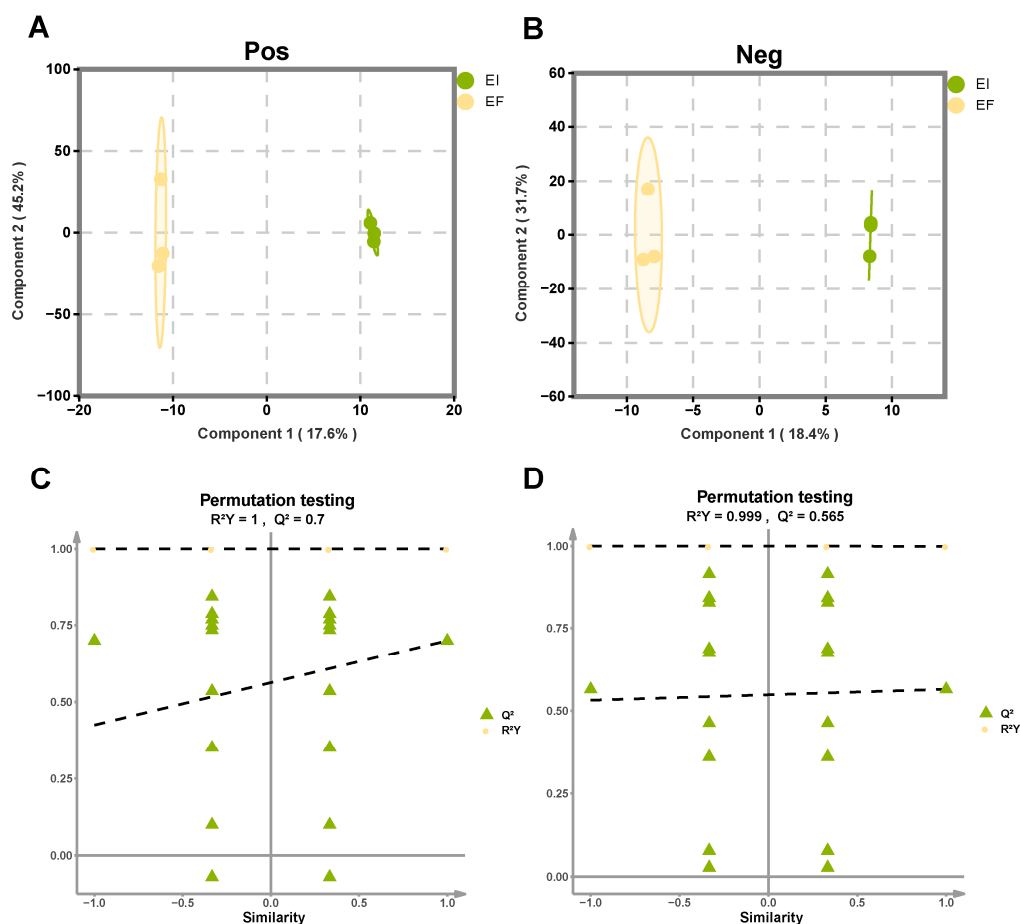 A
Pos
100
50
0
−50
−100
−20
−10
0
10
20
Component 2 ( 45.2% )
Component 1 ( 17.6% )
EI
EF
B
Neg
60
40
20
0
−20
−40
−60
−10
−5
0
5
10
Component 2 ( 31.7% )
Component 1 ( 18.4% )
EI
EF
C
Permutation testing
R²Y = 1 , Q² = 0.7
1.00
0.75
0.50
0.25
0.00
−1.0
−0.5
0.0
0.5
1.0
Similarity
Q²
R²Y
D
Permutation testing
R²Y = 0.999 , Q² = 0.565
1.00
0.75
0.50
0.25
0.00
−1.0
−0.5
0.0
0.5
1.0
Similarity
Q²
R²Y